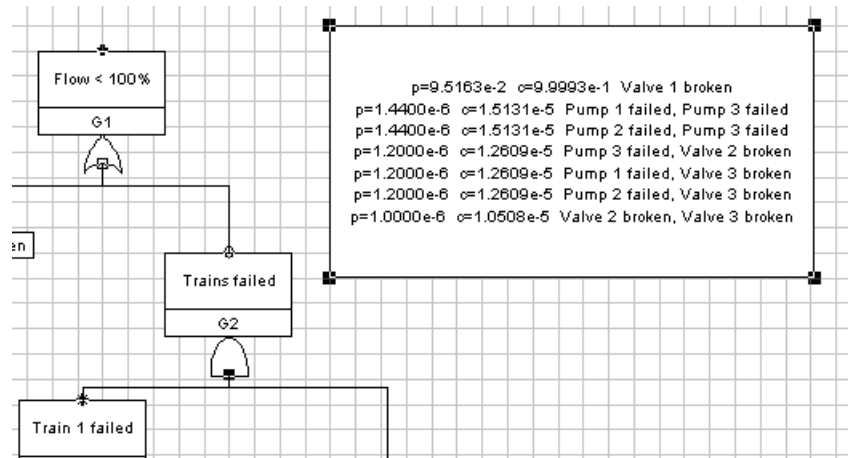 Flow < 100%
G1
en
Trains failed
G2
Train 1 failed
p=9.5163e-2 c=9.9993e-1 Valve 1 broken
p=1.4400e-6 c=1.5131e-5 Pump 1 failed, Pump 3 failed
p=1.4400e-6 c=1.5131e-5 Pump 2 failed, Pump 3 failed
p=1.2000e-6 c=1.2609e-5 Pump 3 failed, Valve 2 broken
p=1.2000e-6 c=1.2609e-5 Pump 1 failed, Valve 3 broken
p=1.2000e-6 c=1.2609e-5 Pump 2 failed, Valve 3 broken
p=1.0000e-6 c=1.0508e-5 Valve 2 broken, Valve 3 broken